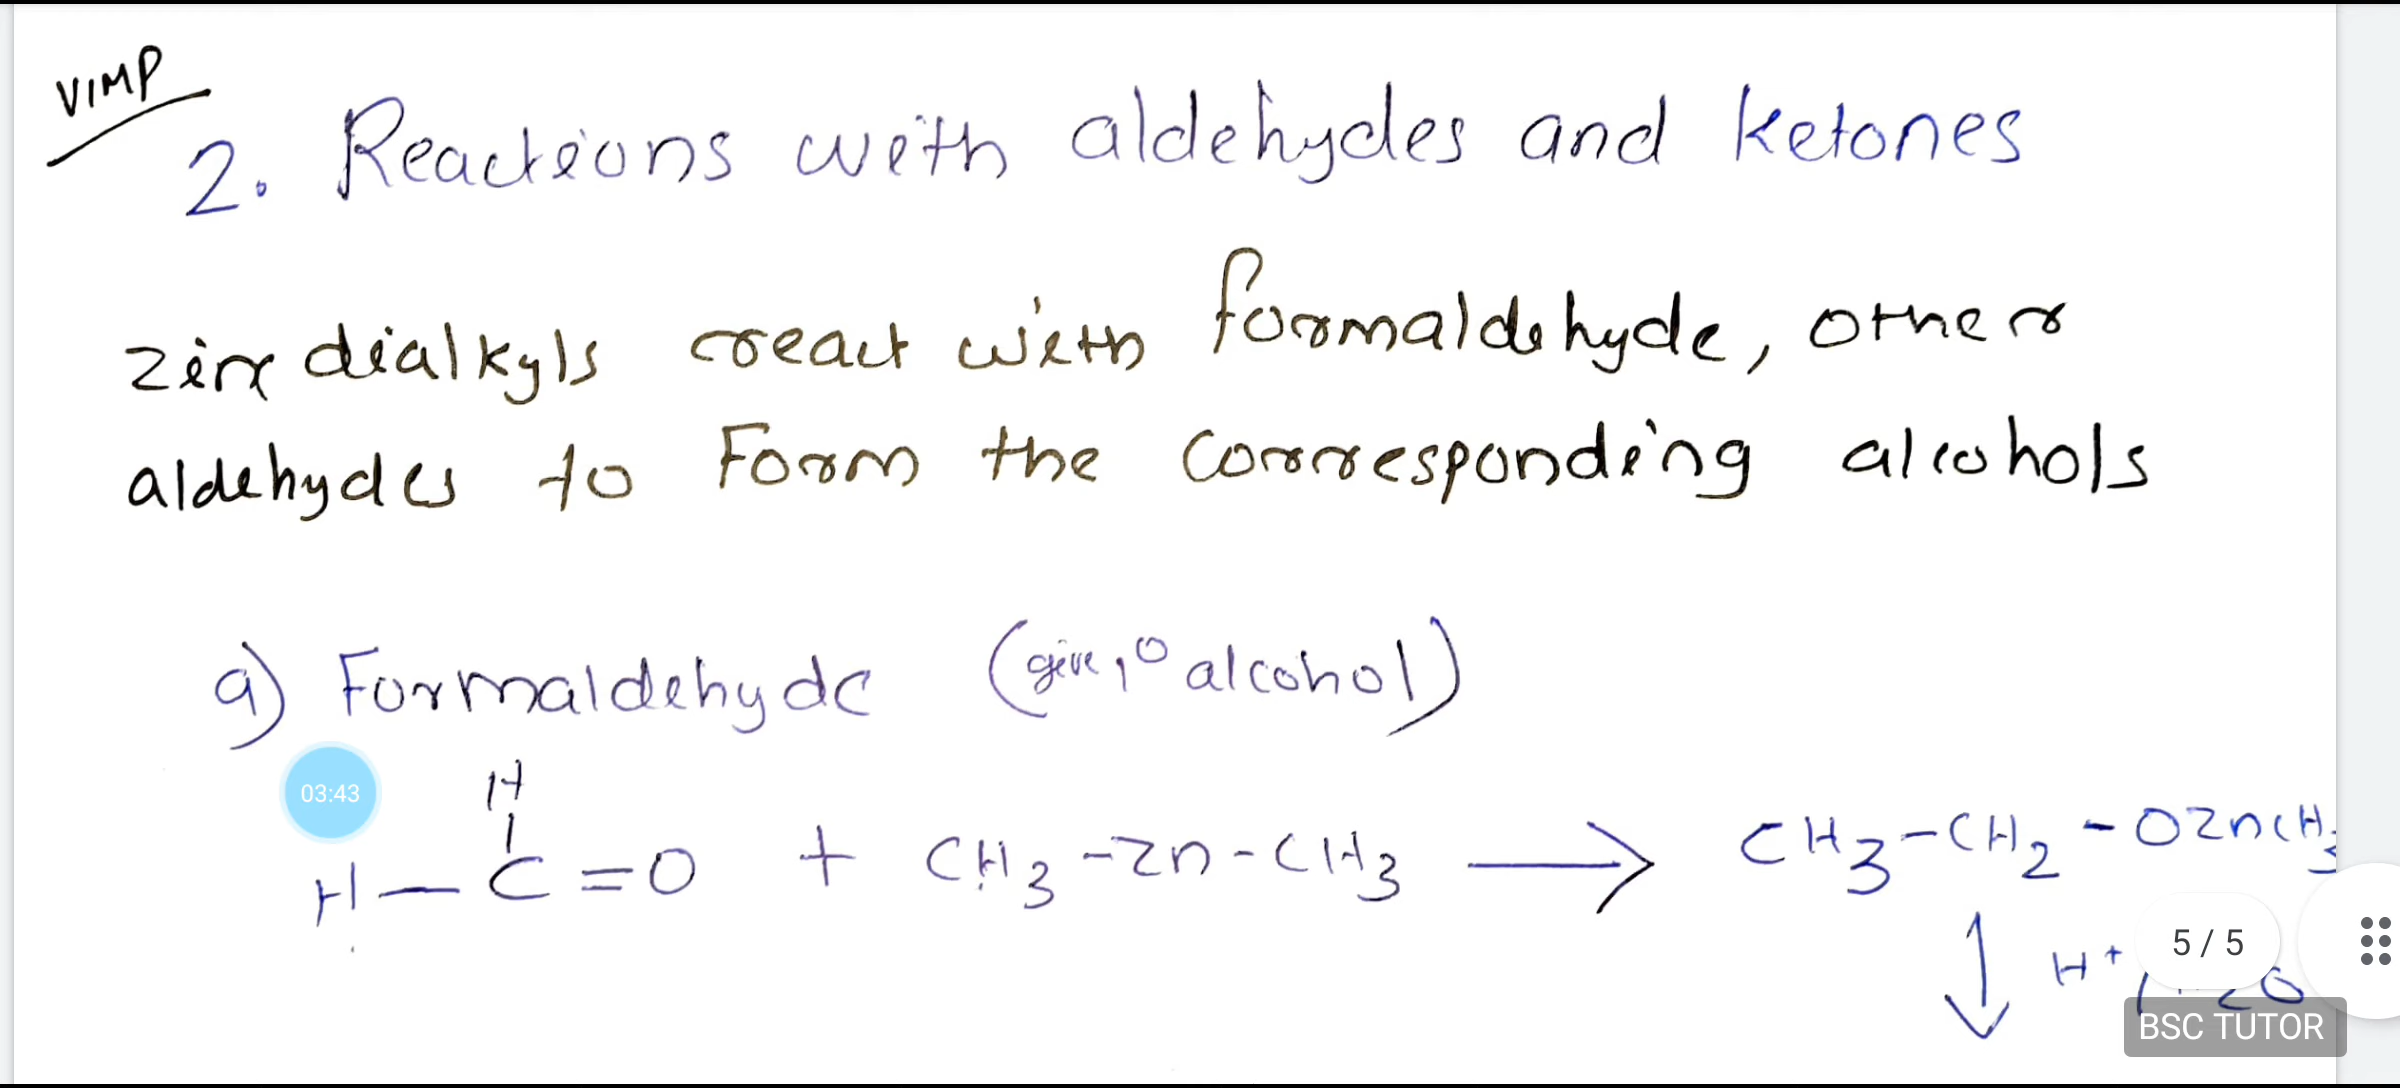 VIMP
2. Reactions with aldehydes and ketones
zinc dialkyls react with formaldehyde, other
aldehydes to Form the corresponding alcohols
a) Formaldehyde (give 1° alcohol)
03:43
H
H — C = O + CH3 - Zn - CH3 → CH3 - CH2 - OZnCH3
↓ H+/H2O
5 / 5
BSC TUTOR